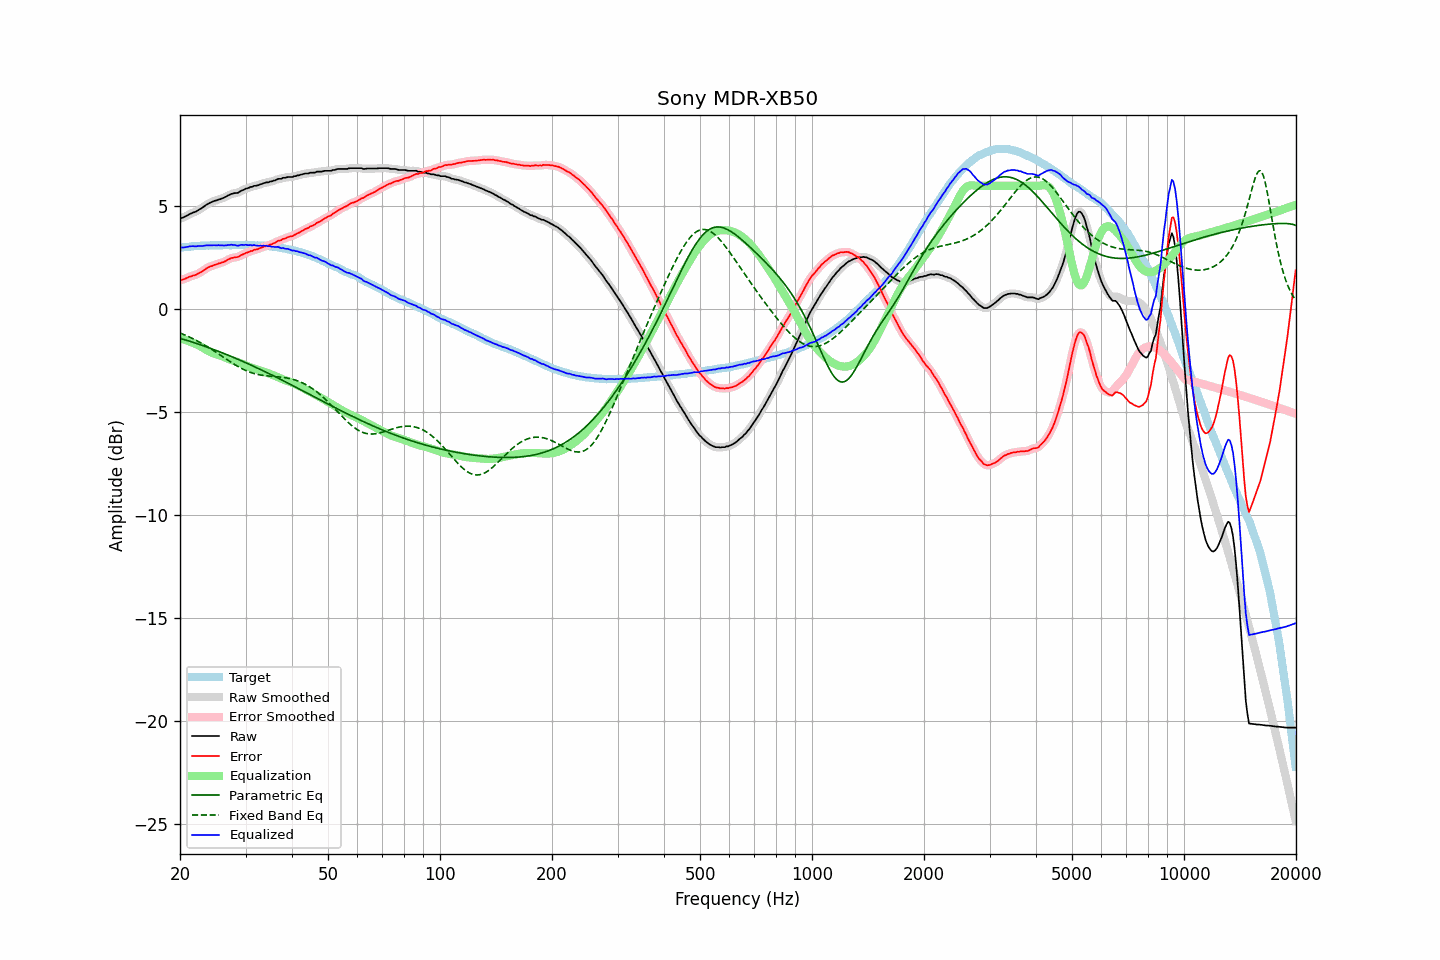 Sony MDR-XB50
Amplitude (dBr)
5
0
−5
−10
−15
−20
−25
Target
Raw Smoothed
Error Smoothed
Raw
Error
Equalization
Parametric Eq
Fixed Band Eq
Equalized
20 50 100 200 500 1000 2000 5000 10000 20000
Frequency (Hz)